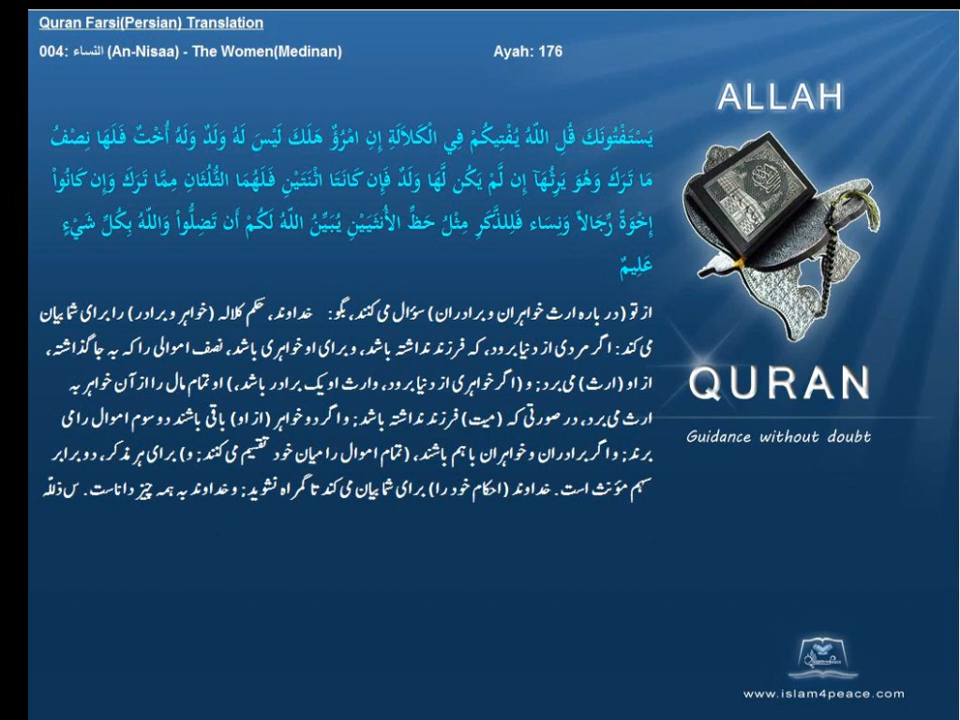 Quran Farsi(Persian) Translation
004: النساء (An-Nisaa) - The Women(Medinan) Ayah: 176
ALLAH
يَسْتَفْتُونَكَ قُلِ اللّهُ يُفْتِيكُمْ فِي الْكَلاَلَةِ إِنِ امْرُؤٌ هَلَكَ لَيْسَ لَهُ وَلَدٌ وَلَهُ أُخْتٌ فَلَهَا نِصْفُ
مَا تَرَكَ وَهُوَ يَرِثُهَآ إِن لَّمْ يَكُن لَّهَا وَلَدٌ فَإِن كَانَتَا اثْنَتَيْنِ فَلَهُمَا الثُّلُثَانِ مِمَّا تَرَكَ وَإِن كَانُواْ
إِخْوَةً رِّجَالاً وَنِسَاء فَلِلذَّكَرِ مِثْلُ حَظِّ الأُنثَيَيْنِ يُبَيِّنُ اللّهُ لَكُمْ أَن تَضِلُّواْ وَاللّهُ بِكُلِّ شَيْءٍ
عَلِيمٌ
از تو (در باره ارث خواهران و برادران) سؤال می کنند، بگو: خداوند، حکم کلاله (خواهر و برادر) را برای شما بیان
می کند: اگر مردی از دنیا برود، که فرزند نداشته باشد، و برای او خواهری باشد، نصف اموالی را که به جا گذاشته،
از او (ارث) می برد; و (اگر خواهری از دنیا برود، وارث او یک برادر باشد،) او تمام مال را از آن خواهر به
ارث می برد، در صورتی که (میت) فرزند نداشته باشد; و اگر دو خواهر (از او) باقی باشند دو سوم اموال را می
برند; و اگر برادران و خواهران با هم باشند، (تمام اموال را میان خود تقسیم می کنند; و) برای هر مذکر، دو برابر
سهم مؤنث است. خداوند (احکام خود را) برای شما بیان می کند تا گمراه نشوید; و خداوند به همه چیز داناست.
QURAN
Guidance without doubt
www.islam4peace.com